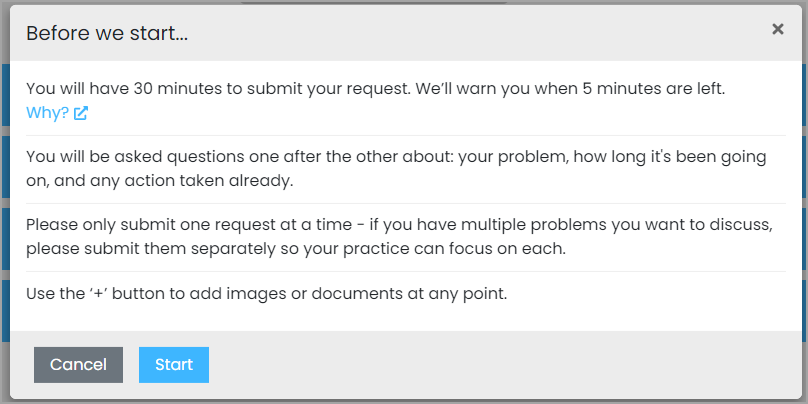 Before we start...
You will have 30 minutes to submit your request. We’ll warn you when 5 minutes are left.
Why?
You will be asked questions one after the other about: your problem, how long it's been going
on, and any action taken already.
Please only submit one request at a time - if you have multiple problems you want to discuss,
please submit them separately so your practice can focus on each.
Use the ‘+’ button to add images or documents at any point.
Cancel
Start